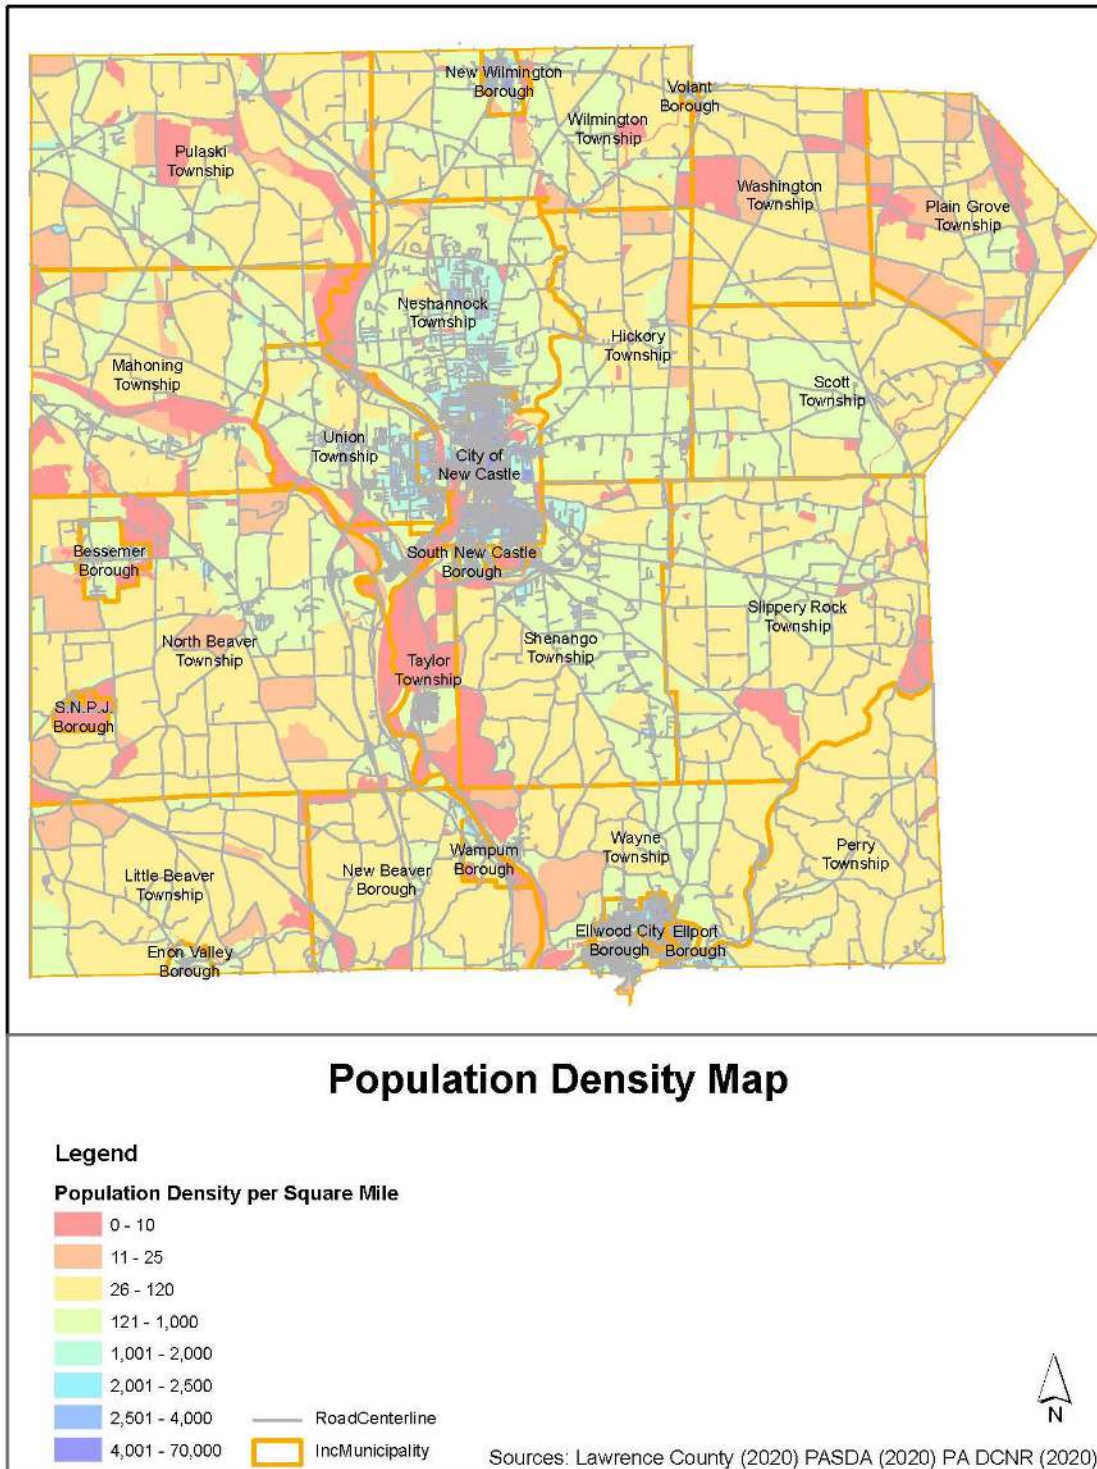 New Wilmington
Borough
Volant
Borough
Wilmington
Township
Pulaski
Township
Washington
Township
Plain Grove
Township
Neshannock
Township
Hickory
Township
Mahoning
Township
Scott
Township
Union
Township
City of
New Castle
Bessemer
Borough
South New Castle
Borough
Slippery Rock
Township
North Beaver
Township
Shenango
Township
Taylor
Township
S.N.P.J.
Borough
Wayne
Township
Perry
Township
Wampum
Borough
New Beaver
Borough
Little Beaver
Township
Enon Valley
Borough
Ellwood City
Borough
Ellport
Borough
Population Density Map
Legend
Population Density per Square Mile
0 - 10
11 - 25
26 - 120
121 - 1,000
1,001 - 2,000
2,001 - 2,500
2,501 - 4,000
4,001 - 70,000
RoadCenterline
IncMunicipality
N
Sources: Lawrence County (2020) PASDA (2020) PA DCNR (2020)